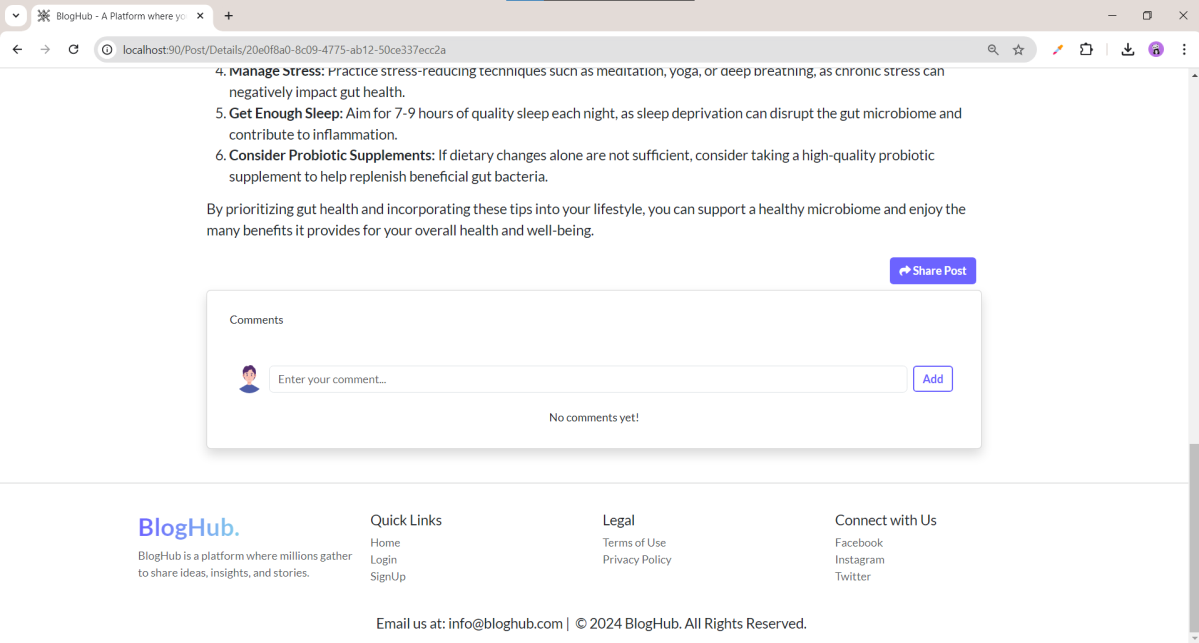 BlogHub - A Platform where yo
localhost:90/Post/Details/20e0f8a0-8c09-4775-ab12-50ce337ecc2a
4. Manage Stress: Practice stress-reducing techniques such as meditation, yoga, or deep breathing, as chronic stress can
negatively impact gut health.
5. Get Enough Sleep: Aim for 7-9 hours of quality sleep each night, as sleep deprivation can disrupt the gut microbiome and
contribute to inflammation.
6. Consider Probiotic Supplements: If dietary changes alone are not sufficient, consider taking a high-quality probiotic
supplement to help replenish beneficial gut bacteria.
By prioritizing gut health and incorporating these tips into your lifestyle, you can support a healthy microbiome and enjoy the
many benefits it provides for your overall health and well-being.
Share Post
Comments
Enter your comment...
Add
No comments yet!
BlogHub.
BlogHub is a platform where millions gather
to share ideas, insights, and stories.
Quick Links
Home
Login
SignUp
Legal
Terms of Use
Privacy Policy
Connect with Us
Facebook
Instagram
Twitter
Email us at: info@bloghub.com | © 2024 BlogHub. All Rights Reserved.